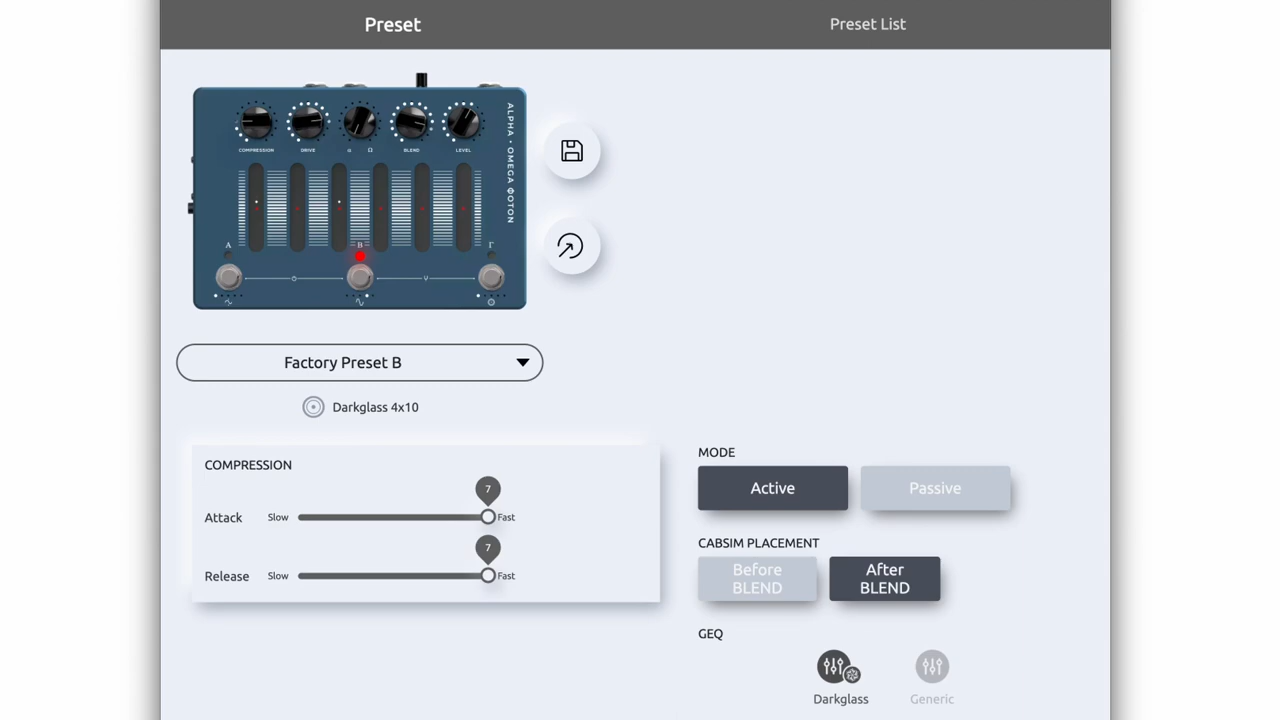 Preset
Preset List
COMPRESSION
DRIVE
α
Ω
BLEND
LEVEL
ALPHA • OMEGA ФΟΤΟΝ
A
B
Γ
Factory Preset B
Darkglass 4x10
COMPRESSION
Attack
Slow
7
Fast
Release
Slow
7
Fast
MODE
Active
Passive
CABSIM PLACEMENT
Before
BLEND
After
BLEND
GEQ
Darkglass
Generic